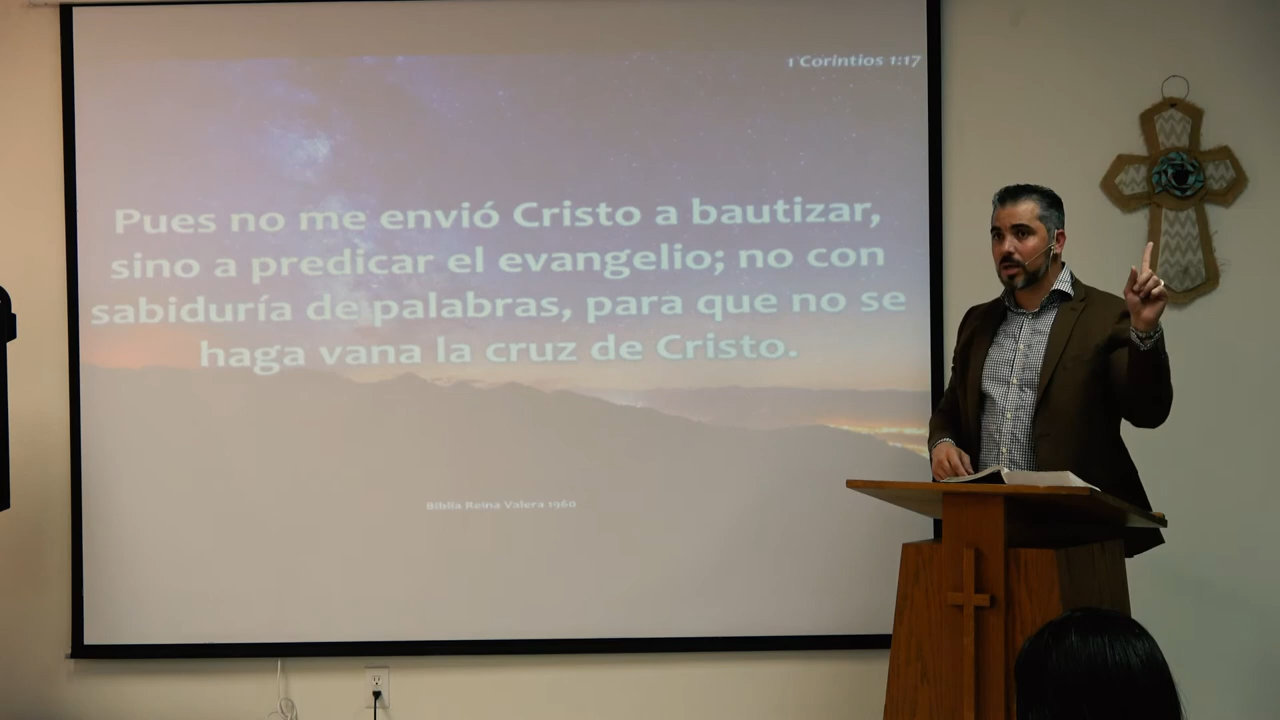 1 Corintios 1:17
Pues no me envió Cristo a bautizar,
sino a predicar el evangelio; no con
sabiduría de palabras, para que no se
haga vana la cruz de Cristo.
Biblia Reina Valera 1960